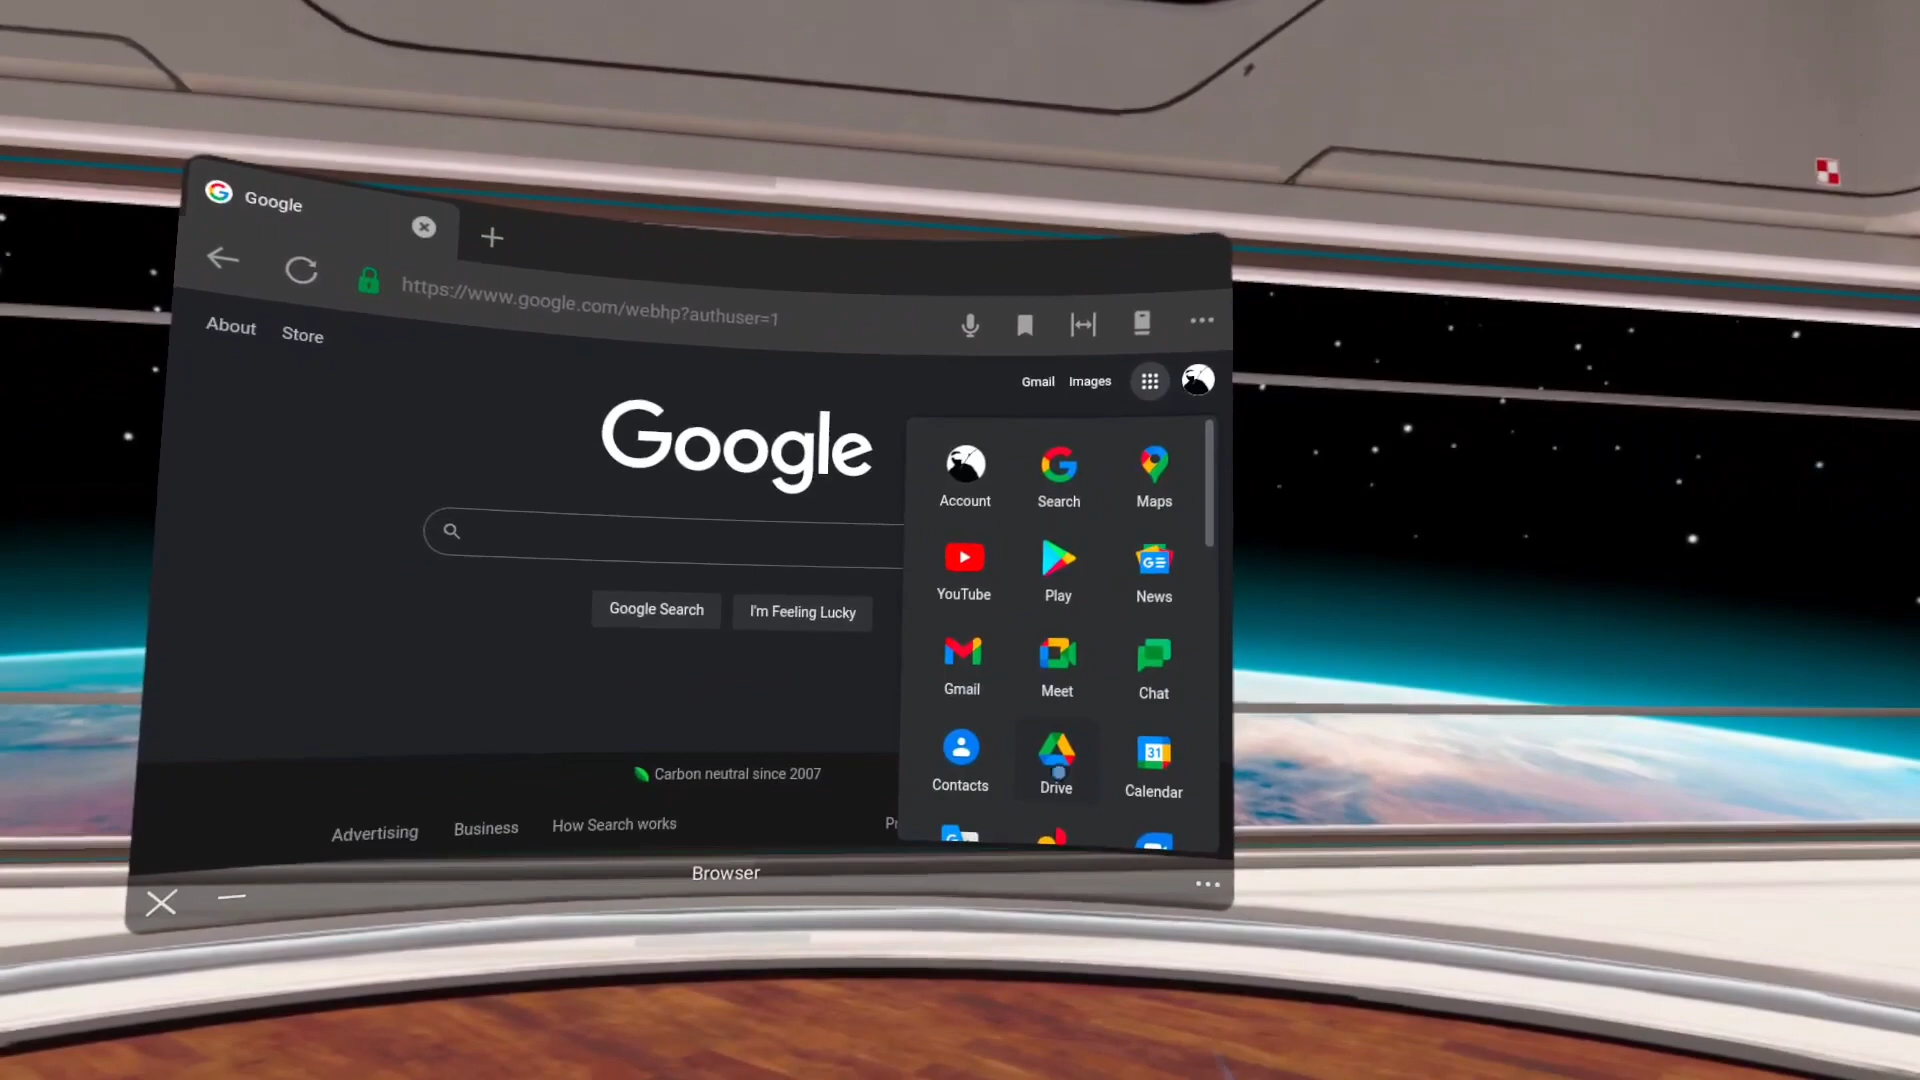 Google
https://www.google.com/webhp?authuser=1
About Store
Gmail Images
Google
Account Search Maps
YouTube Play News
Gmail Meet Chat
Contacts Drive Calendar
31
Google Search I'm Feeling Lucky
Carbon neutral since 2007
Advertising Business How Search works
Browser